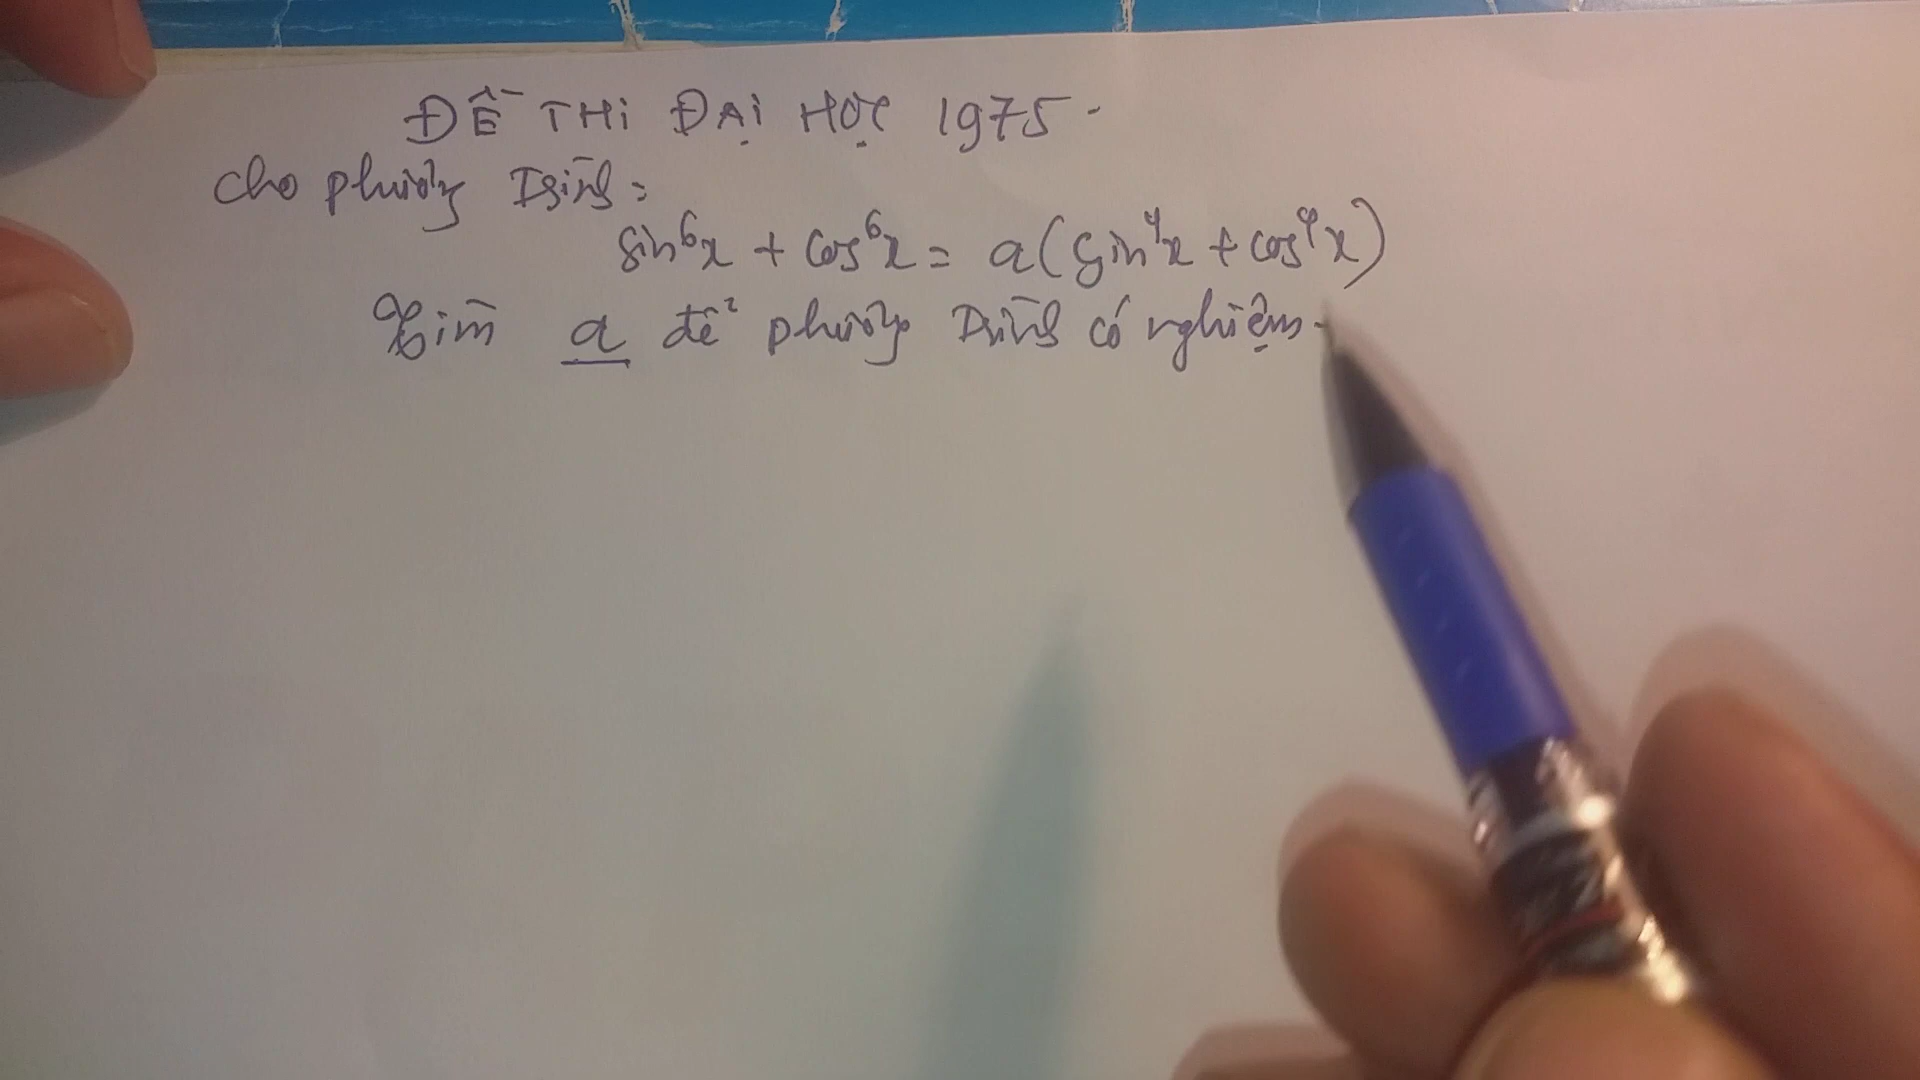 ĐỀ THI ĐẠI HỌC 1975.
Cho phương trình:
sin⁶x + cos⁶x = a(sin⁴x + cos⁴x)
Tìm a để phương trình có nghiệm.